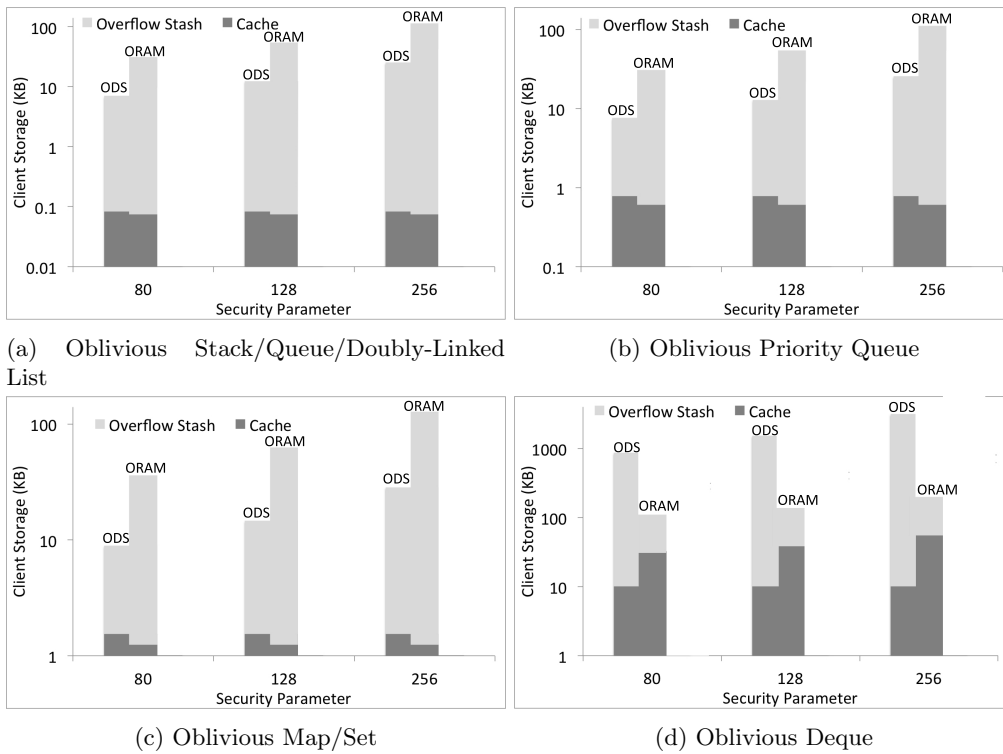 Overflow Stash Cache
ORAM
ORAM
ORAM
ODS
ODS
ODS
100
10
1
0.1
0.01
Client Storage (KB)
80 128 256
Security Parameter
(a) Oblivious Stack/Queue/Doubly-Linked
List
Overflow Stash Cache
ORAM
ORAM
ORAM
ODS
ODS
ODS
100
10
1
0.1
Client Storage (KB)
80 128 256
Security Parameter
(b) Oblivious Priority Queue
Overflow Stash Cache
ORAM
ORAM
ORAM
ODS
ODS
ODS
100
10
1
Client Storage (KB)
80 128 256
Security Parameter
(c) Oblivious Map/Set
Overflow Stash Cache
ODS
ODS
ODS
ORAM
ORAM
ORAM
1000
100
10
1
Client Storage (KB)
80 128 256
Security Parameter
(d) Oblivious Deque